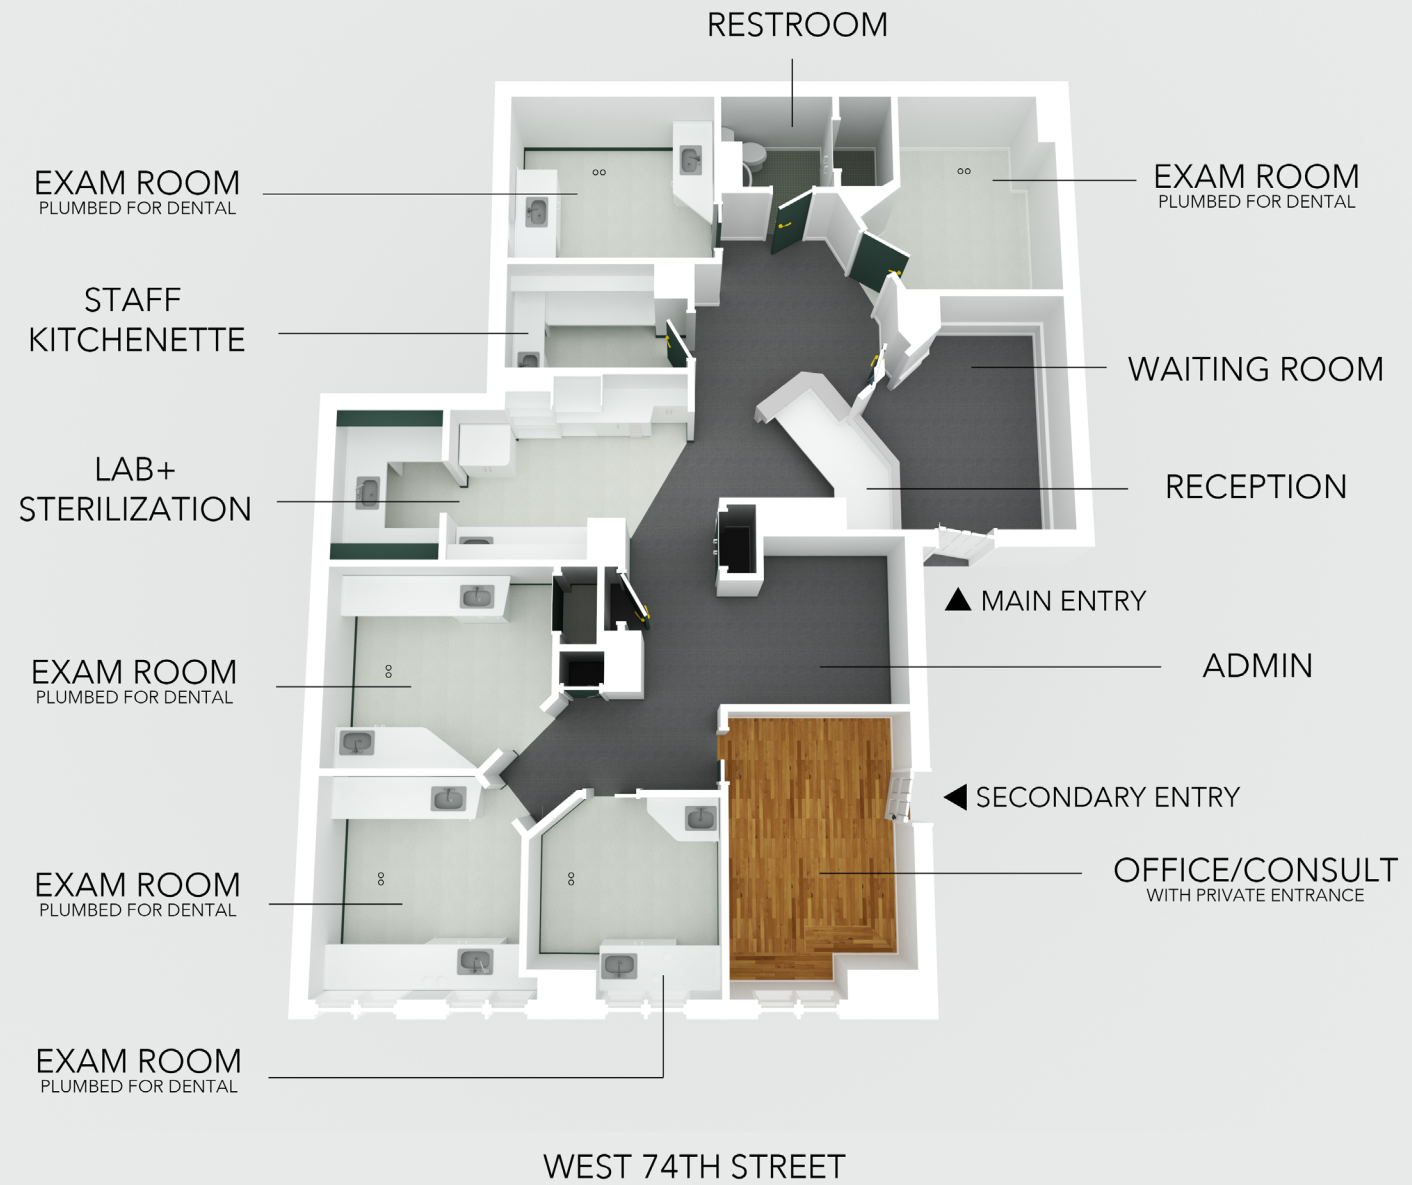 RESTROOM
EXAM ROOM
PLUMBED FOR DENTAL
EXAM ROOM
PLUMBED FOR DENTAL
STAFF
KITCHENETTE
WAITING ROOM
LAB+
STERILIZATION
RECEPTION
MAIN ENTRY
EXAM ROOM
PLUMBED FOR DENTAL
ADMIN
SECONDARY ENTRY
EXAM ROOM
PLUMBED FOR DENTAL
OFFICE/CONSULT
WITH PRIVATE ENTRANCE
EXAM ROOM
PLUMBED FOR DENTAL
WEST 74TH STREET